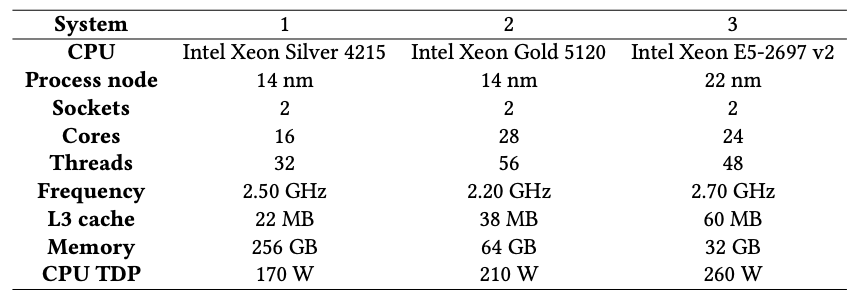 System 1 2 3
CPU Intel Xeon Silver 4215 Intel Xeon Gold 5120 Intel Xeon E5-2697 v2
Process node 14 nm 14 nm 22 nm
Sockets 2 2 2
Cores 16 28 24
Threads 32 56 48
Frequency 2.50 GHz 2.20 GHz 2.70 GHz
L3 cache 22 MB 38 MB 60 MB
Memory 256 GB 64 GB 32 GB
CPU TDP 170 W 210 W 260 W